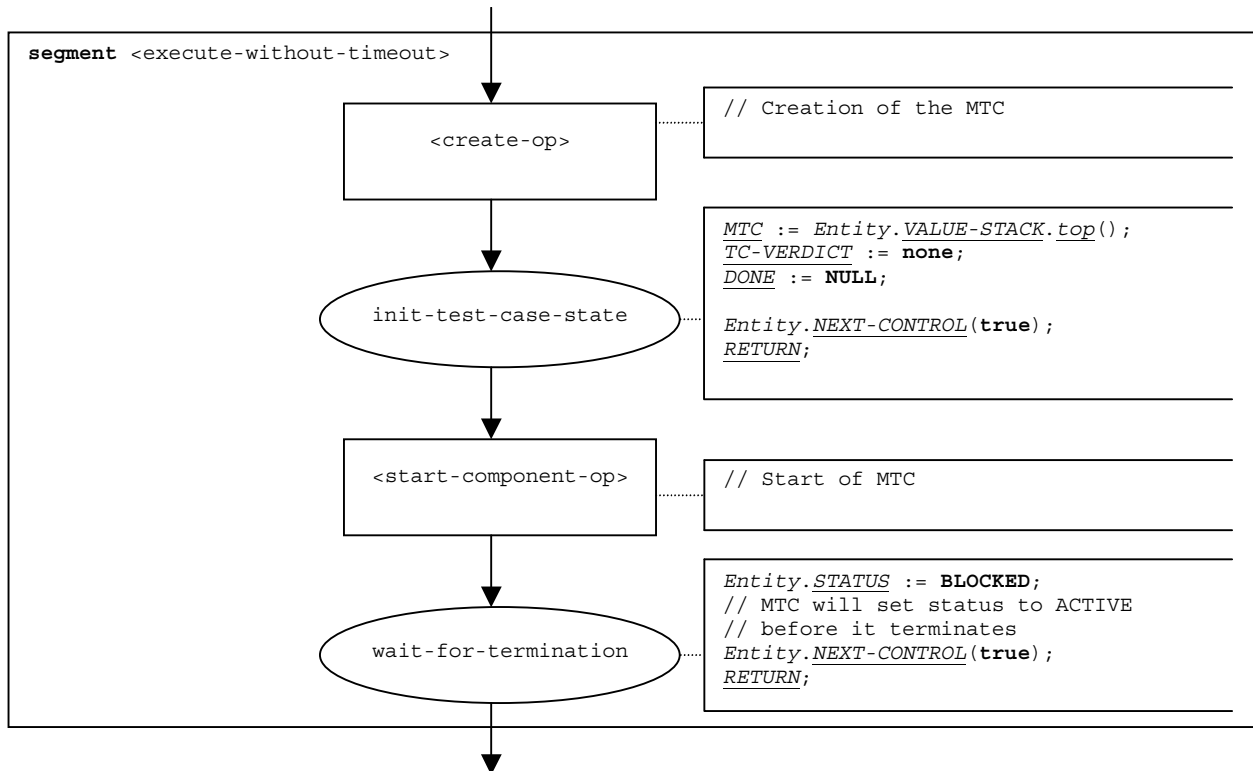 segment <execute-without-timeout>
<create-op>
// Creation of the MTC
init-test-case-state
MTC := Entity.VALUE-STACK.top();
TC-VERDICT := none;
DONE := NULL;
Entity.NEXT-CONTROL(true);
RETURN;
<start-component-op>
// Start of MTC
wait-for-termination
Entity.STATUS := BLOCKED;
// MTC will set status to ACTIVE
// before it terminates
Entity.NEXT-CONTROL(true);
RETURN;